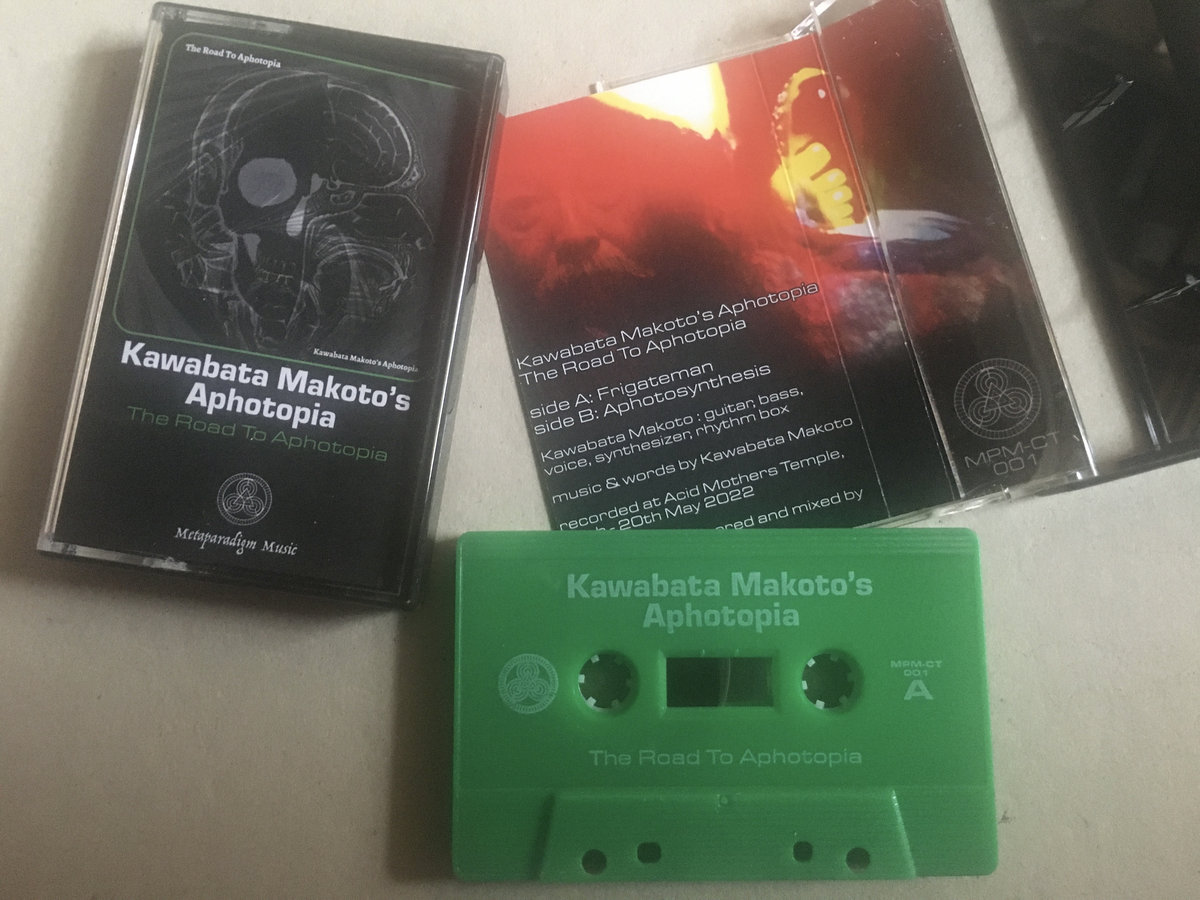 The Road To Aphotopia
Kawabata Makoto's Aphotopia
Kawabata Makoto's
Aphotopia
The Road To Aphotopia
Metaparadigm Music
Kawabata Makoto's Aphotopia
The Road To Aphotopia
side A: Frigateman
side B: Aphotosynthesis
Kawabata Makoto : guitar, bass,
voice, synthesizer, rhythm box
music & words by Kawabata Makoto
recorded at Acid Mothers Temple,
- 20th May 2022
and mixed by
MPM-CT
001
Kawabata Makoto's
Aphotopia
MPM-CT
001
A
The Road To Aphotopia